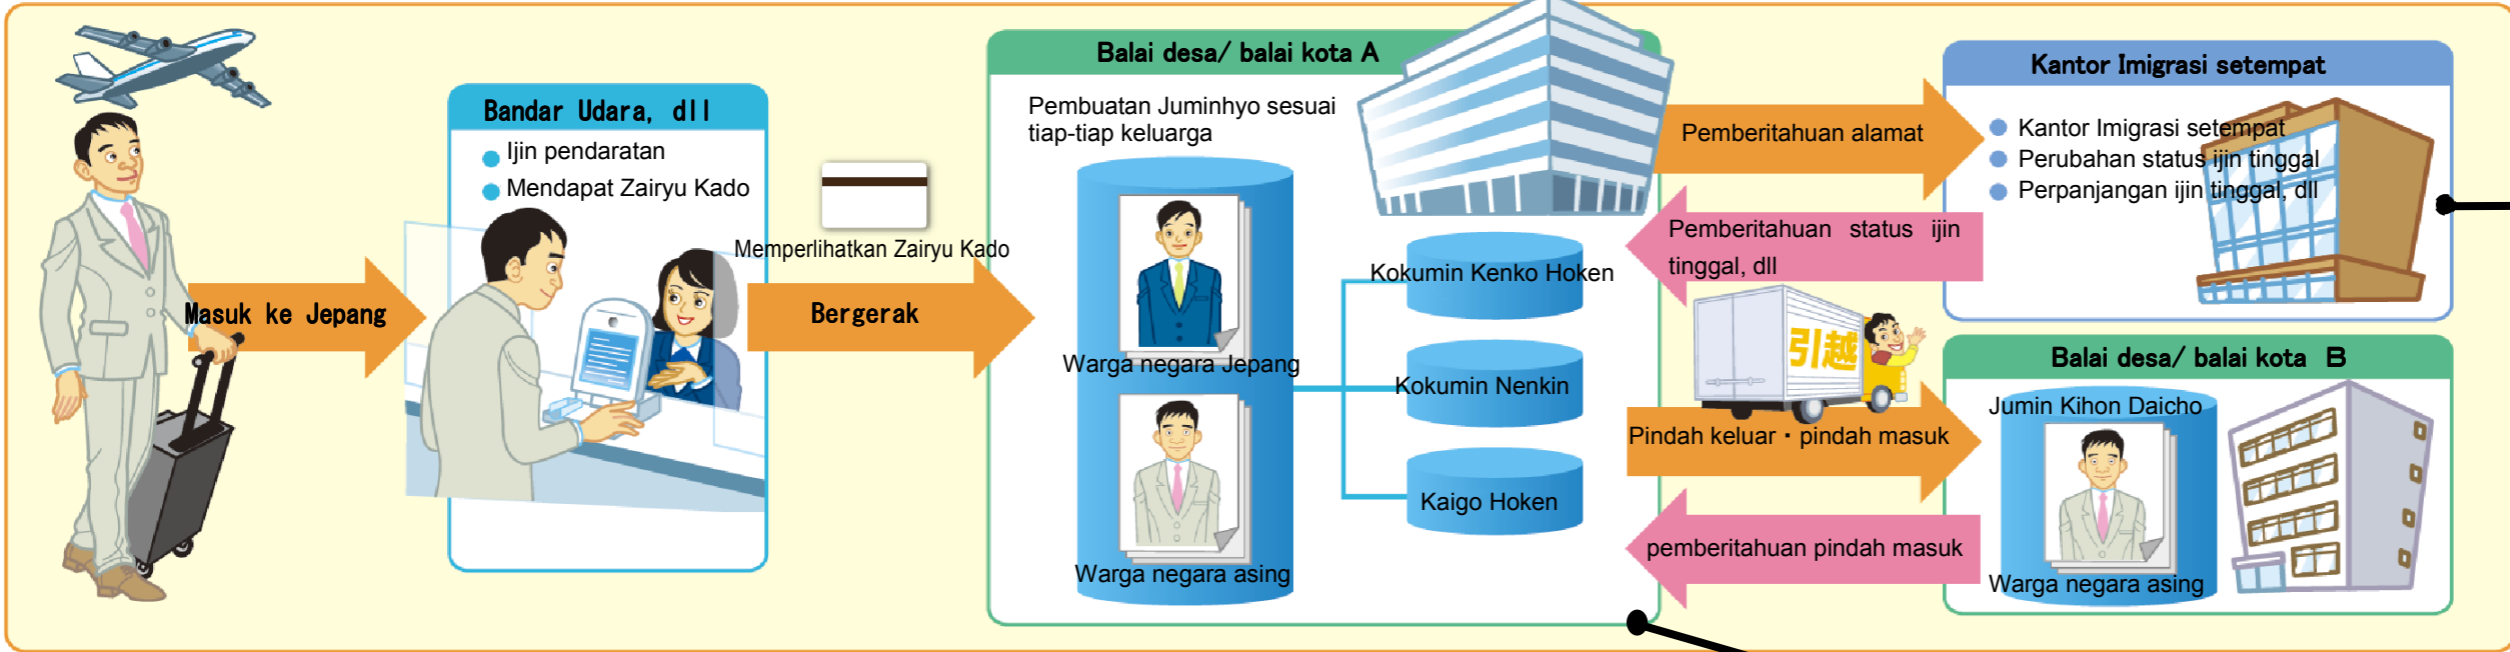 Masuk ke Jepang
Bandar Udara, dll
Ijin pendaratan
Mendapat Zairyu Kado
Memperlihatkan Zairyu Kado
Bergerak
Balai desa/ balai kota A
Pembuatan Juminhyo sesuai
tiap-tiap keluarga
Warga negara Jepang
Warga negara asing
Kokumin Kenko Hoken
Kokumin Nenkin
Kaigo Hoken
Pemberitahuan alamat
Pemberitahuan status ijin
tinggal, dll
Kantor Imigrasi setempat
Kantor Imigrasi setempat
Perubahan status ijin tinggal
Perpanjangan ijin tinggal, dll
引越
Pindah keluar・pindah masuk
pemberitahuan pindah masuk
Balai desa/ balai kota B
Jumin Kihon Daicho
Warga negara asing